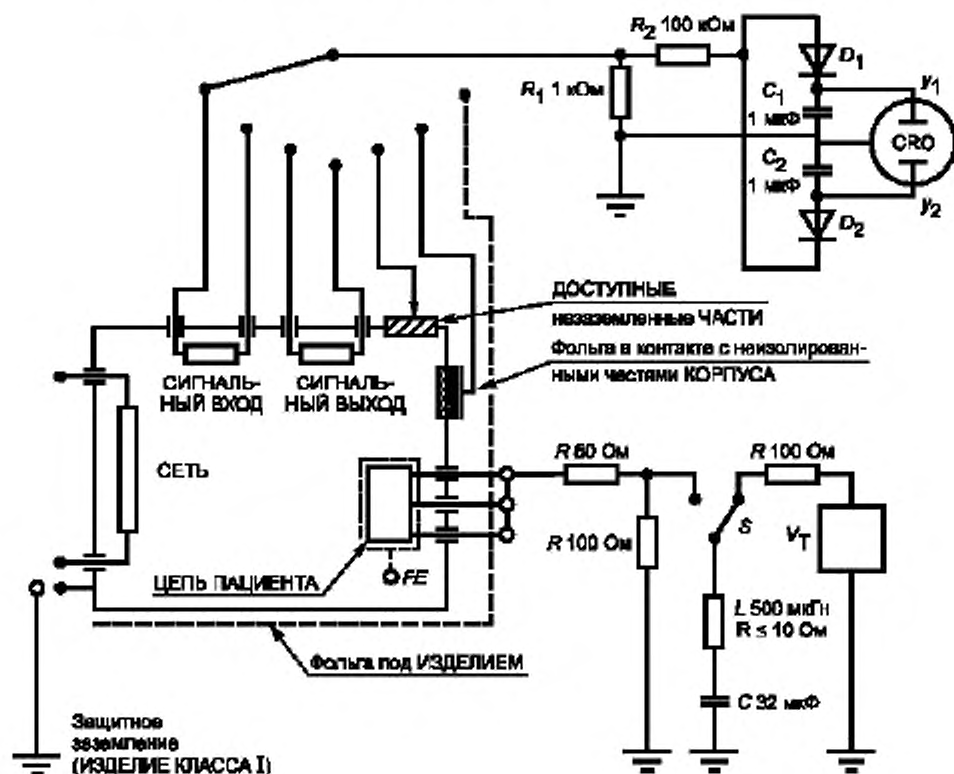 R2 100 кОм
D1
R1 1 кОм
C1
1 мкФ
y1
CRO
C2
1 мкФ
y2
D2
ДОСТУПНЫЕ
незаземленные ЧАСТИ
Фольга в контакте с неизолирован-
ными частями КОРПУСА
СИГНАЛЬ-
НЫЙ ВХОД
СИГНАЛЬ-
НЫЙ ВЫХОД
СЕТЬ
R 50 Ом
R 100 Ом
S
R 100 Ом
VT
ЦЕПЬ ПАЦИЕНТА
FE
L 500 мкГн
R ≤ 10 Ом
Фольга под ИЗДЕЛИЕМ
C 32 мкФ
Защитное
заземление
(ИЗДЕЛИЕ КЛАССА I)